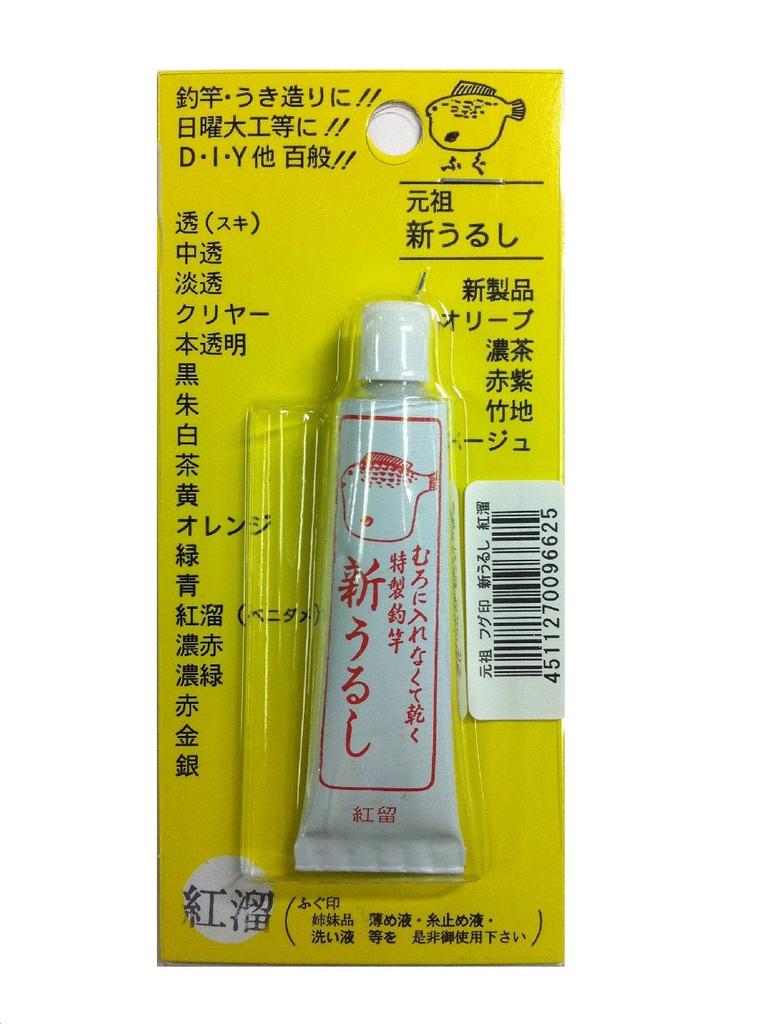 釣竿・うき造りに!!
日曜大工等に!!
D・I・Y他 百般!!
ふぐ
元祖
新うるし
透(スキ)
中透
淡透
クリヤー
本透明
黒
朱
白
茶
黄
オレンジ
緑
青
紅溜(ベニダメ)
濃赤
濃緑
赤
金
銀
新製品
オリーブ
濃茶
赤紫
竹地
ベージュ
むろに入れなくて乾く
特製釣竿
新うるし
紅留
元祖 フグ印 新うるし 紅溜
4511270096625
紅溜
(ふぐ印
姉妹品 薄め液・糸止め液・
洗い液 等を 是非御使用下さい)